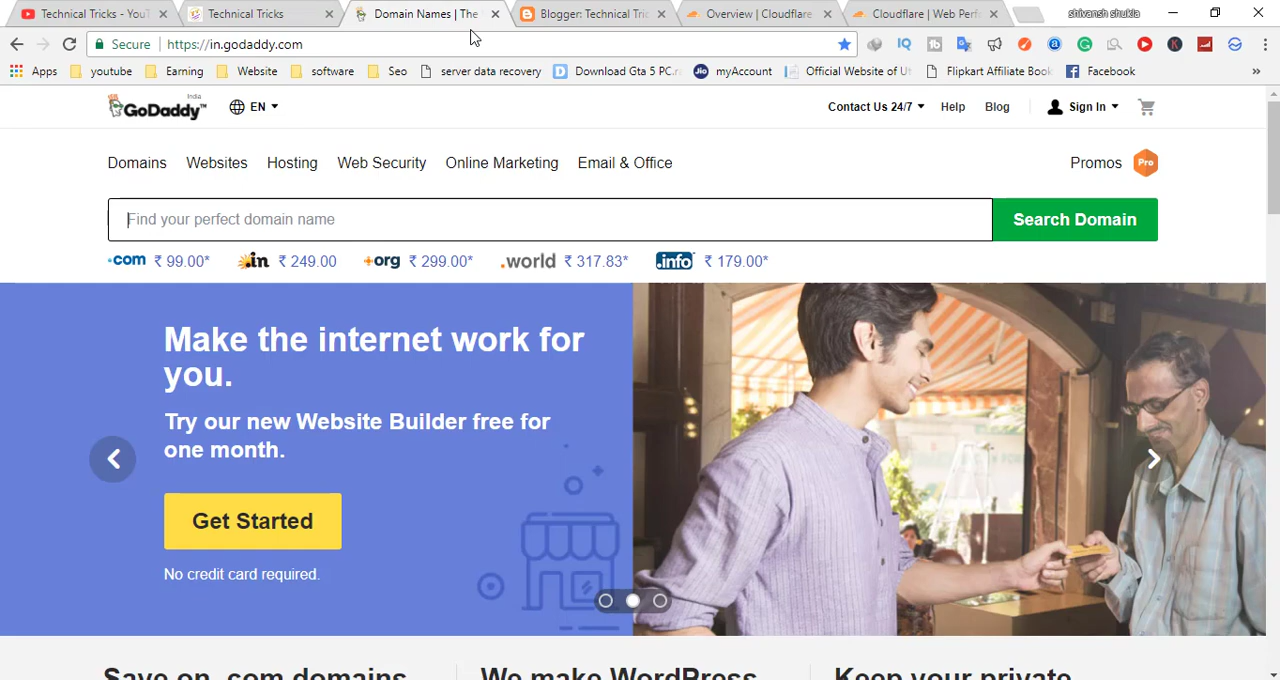 Technical Tricks - YouT
Technical Tricks
Domain Names | The
Blogger: Technical Tric
Overview | Cloudflare
Cloudflare | Web Perfo
shivansh shukla
Secure
https://in.godaddy.com
Apps
youtube
Earning
Website
software
Seo
server data recovery
Download Gta 5 PC.r
Jio
myAccount
Official Website of Ut
Flipkart Affiliate Book
Facebook
»
India
GoDaddy™
EN
Contact Us 24/7
Help
Blog
Sign In
Domains
Websites
Hosting
Web Security
Online Marketing
Email & Office
Promos
Pro
Find your perfect domain name
Search Domain
.com ₹ 99.00*
.in ₹ 249.00
.org ₹ 299.00*
.world ₹ 317.83*
.info ₹ 179.00*
Make the internet work for
you.
Try our new Website Builder free for
one month.
Get Started
No credit card required.
Save on .com domains
We make WordPress
Keep your private